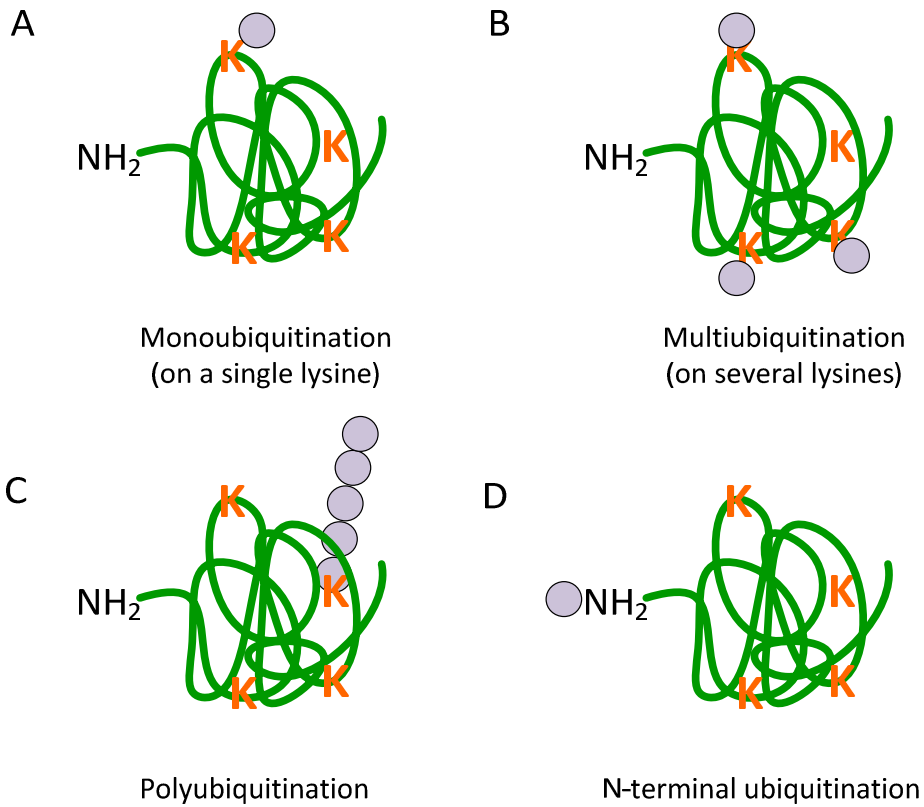 A
B
K
K
K
K
NH2
K
K
NH2
K
K
K
K
Monoubiquitination
(on a single lysine)
Multiubiquitination
(on several lysines)
C
D
K
K
K
K
NH2
NH2
K
K
K
K
Polyubiquitination
N-terminal ubiquitination